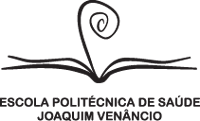 ESCOLA POLITÉCNICA DE SAÚDE
JOAQUIM VENÂNCIO